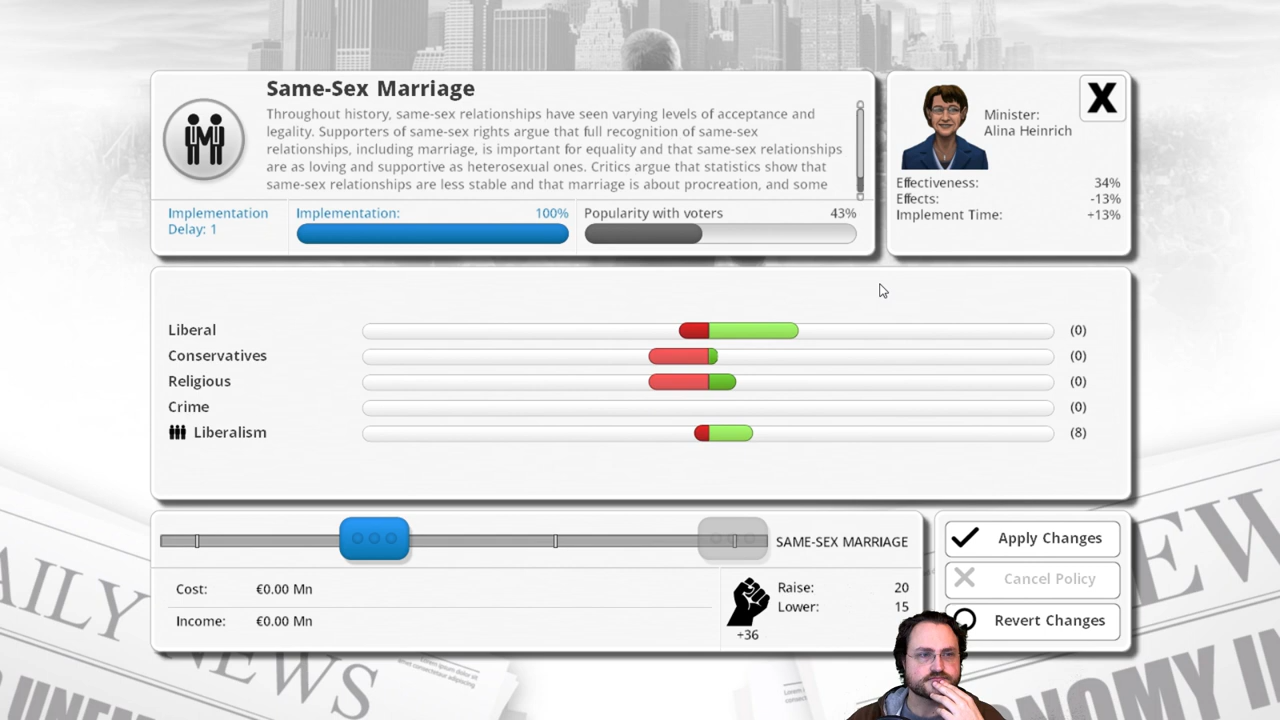 Same-Sex Marriage
Throughout history, same-sex relationships have seen varying levels of acceptance and
legality. Supporters of same-sex rights argue that full recognition of same-sex
relationships, including marriage, is important for equality and that same-sex relationships
are as loving and supportive as heterosexual ones. Critics argue that statistics show that
same-sex relationships are less stable and that marriage is about procreation, and some
Implementation
Delay: 1
Implementation: 100%
Popularity with voters 43%
X
Minister:
Alina Heinrich
Effectiveness: 34%
Effects: -13%
Implement Time: +13%
Liberal (0)
Conservatives (0)
Religious (0)
Crime (0)
Liberalism (8)
SAME-SEX MARRIAGE
Cost: €0.00 Mn
Income: €0.00 Mn
+36
Raise: 20
Lower: 15
Apply Changes
Cancel Policy
Revert Changes
AILY NEWS
NEW
ONOMY IN